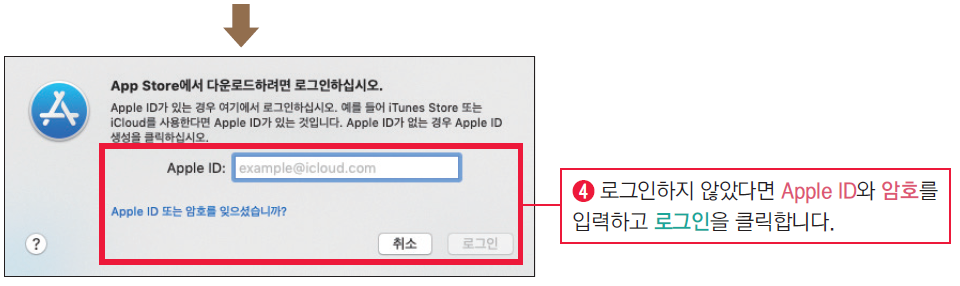 App Store에서 다운로드하려면 로그인하십시오.
Apple ID가 있는 경우 여기에서 로그인하십시오. 예를 들어 iTunes Store 또는
iCloud를 사용한다면 Apple ID가 있는 것입니다. Apple ID가 없는 경우 Apple ID
생성을 클릭하십시오.
Apple ID: example@icloud.com
Apple ID 또는 암호를 잊으셨습니까?
? 취소 로그인
❹ 로그인하지 않았다면 Apple ID와 암호를
입력하고 로그인을 클릭합니다.